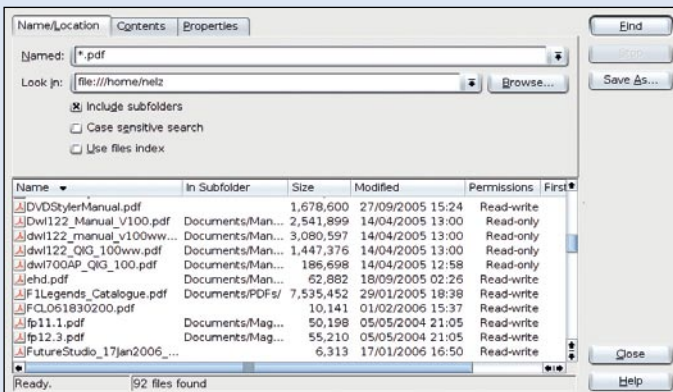 Name/Location Contents Properties
Find
Named: *.pdf
Stop
Look in: file:///home/nelz Browse... Save As...
Include subfolders
Case sensitive search
Use files index
Name In Subfolder Size Modified Permissions First
DVDStylerManual.pdf 1,678,600 27/09/2005 15:24 Read-write
Dwl122_Manual_V100.pdf Documents/Man... 2,541,899 14/04/2005 13:00 Read-only
dwl122_manual_v100ww... Documents/Man... 3,080,597 14/04/2005 13:00 Read-only
dwl122_QIG_100ww.pdf Documents/Man... 1,447,376 14/04/2005 13:00 Read-only
dwl700AP_QIG_100.pdf Documents/Man... 186,698 14/04/2005 12:58 Read-only
ehd.pdf Documents/Man... 62,882 18/09/2005 02:26 Read-write
F1Legends_Catalogue.pdf Documents/PDFs/ 7,535,452 29/01/2005 18:38 Read-write
FCL061830200.pdf 10,141 01/02/2006 15:37 Read-write
fp11.1.pdf Documents/Mag... 50,198 05/05/2004 21:05 Read-write
fp12.3.pdf Documents/Mag... 55,210 05/05/2004 21:05 Read-write
FutureStudio_17Jan2006_... 6,313 17/01/2006 16:50 Read-write
Close
Ready. 92 files found
Help